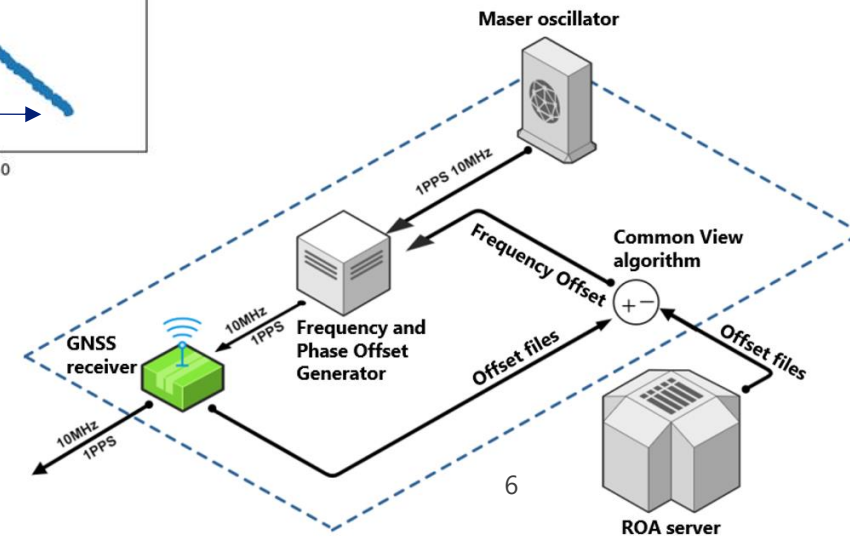 Maser oscillator
0
1PPS 10MHz
Frequency Offset
Common View
algorithm
10MHz
1PPS
Frequency and
Phase Offset
Generator
GNSS
receiver
Offset files
Offset files
10MHz
1PPS
6
ROA server